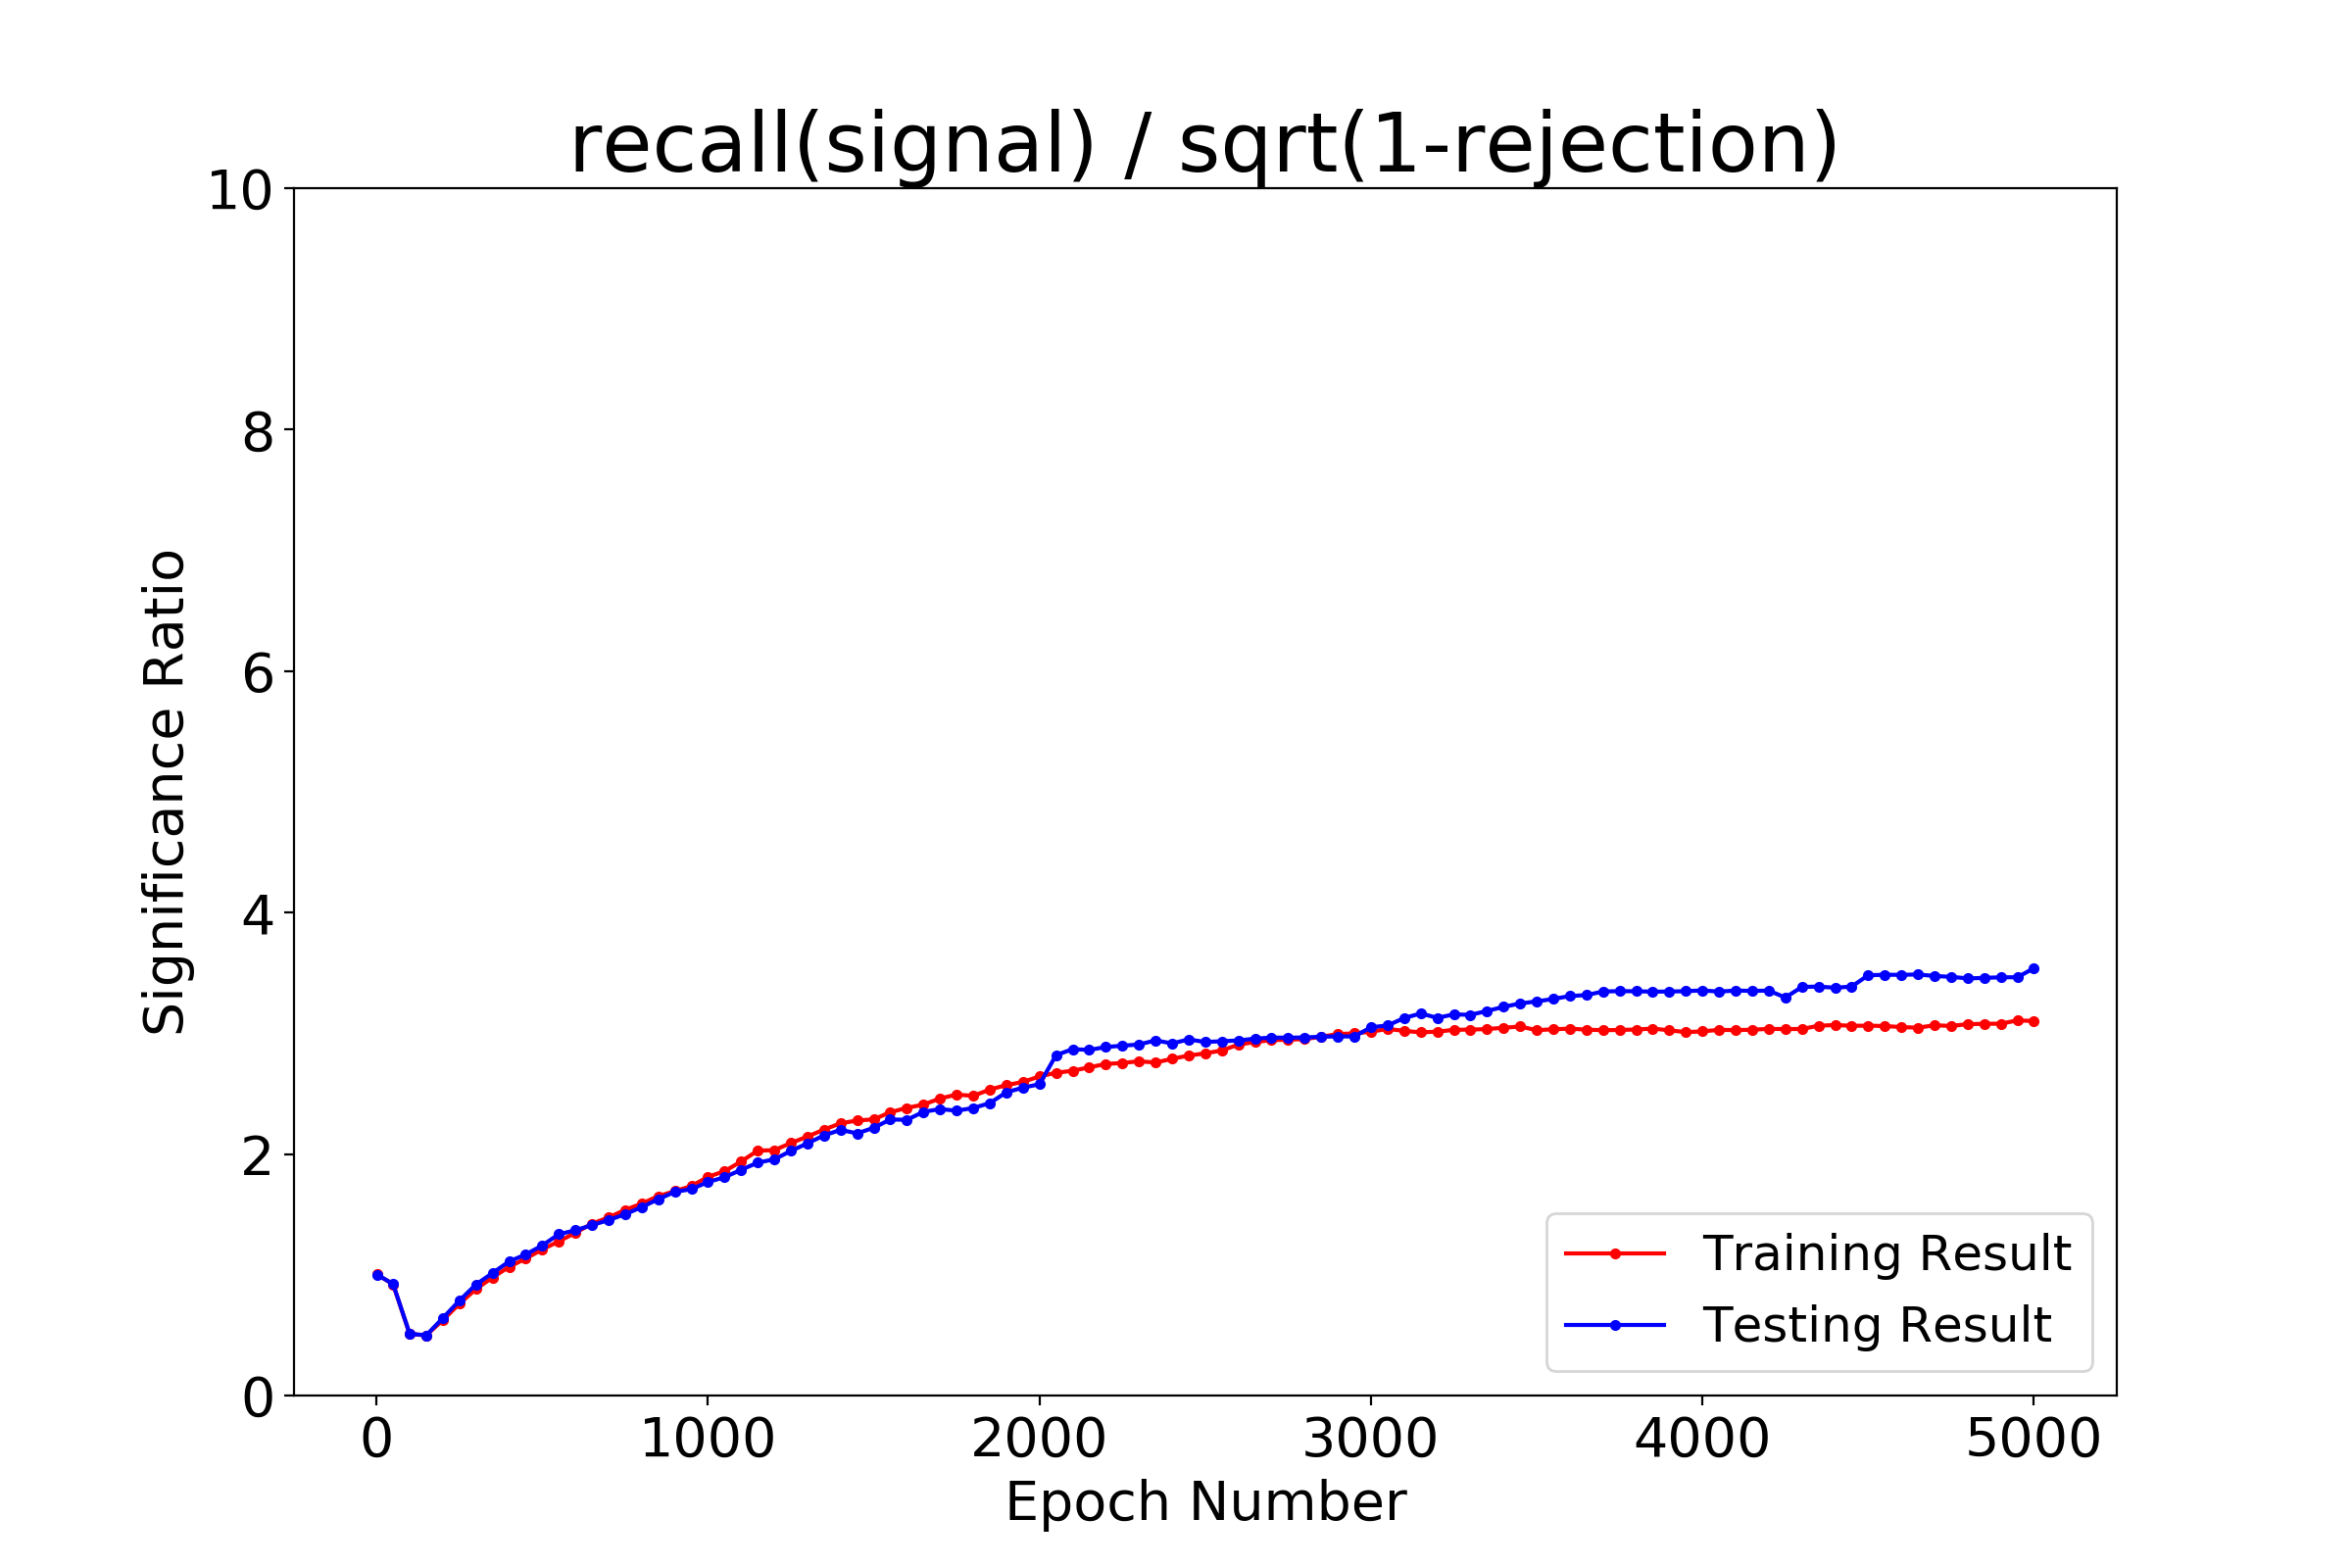 recall(signal) / sqrt(1-rejection)
10
8
6
4
2
0
Significance Ratio
0 1000 2000 3000 4000 5000
Epoch Number
Training Result
Testing Result